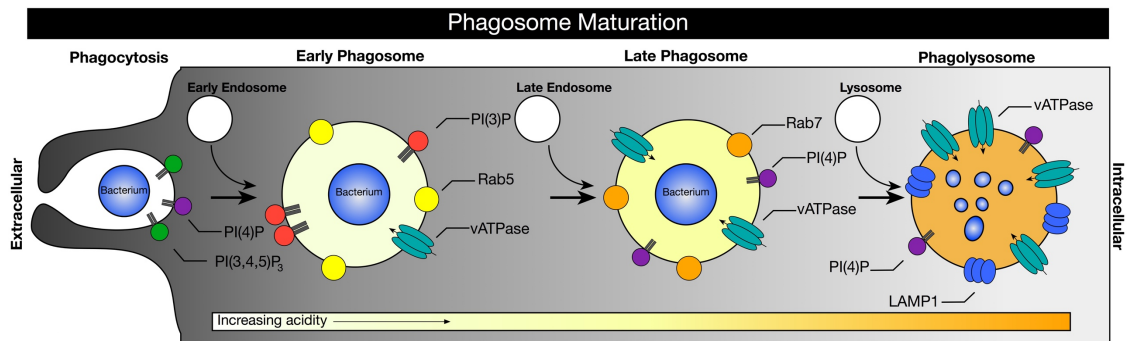 Phagosome Maturation
Phagocytosis
Early Phagosome
Late Phagosome
Phagolysosome
Early Endosome
Late Endosome
Lysosome
Extracellular
Bacterium
PI(4)P
PI(3,4,5)P3
Bacterium
PI(3)P
Rab5
vATPase
Bacterium
Rab7
PI(4)P
vATPase
vATPase
PI(4)P
LAMP1
Intracellular
Increasing acidity